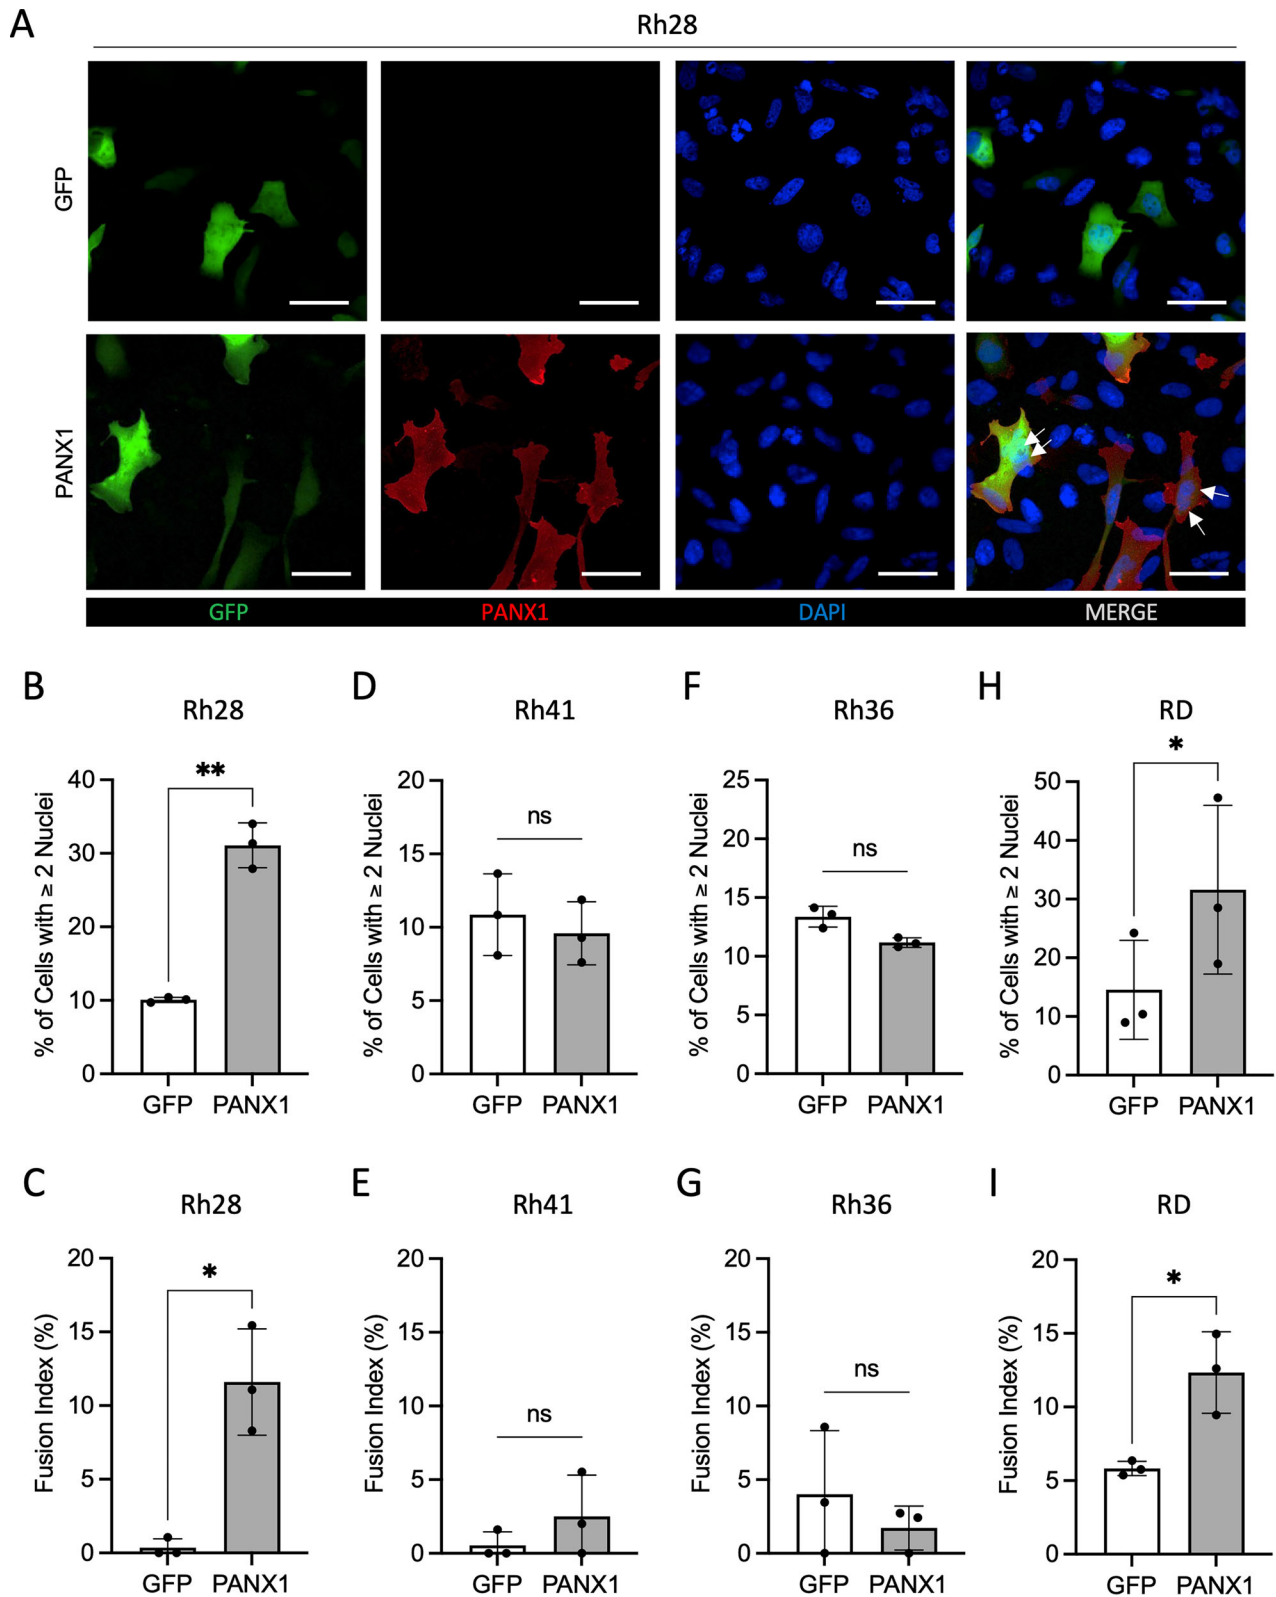 A
Rh28
GFP
PANX1
GFP PANX1 DAPI MERGE
B
Rh28
% of Cells with ≥ 2 Nuclei
40
30
20
10
0
**
GFP PANX1
D
Rh41
% of Cells with ≥ 2 Nuclei
20
15
10
5
0
ns
GFP PANX1
F
Rh36
% of Cells with ≥ 2 Nuclei
25
20
15
10
5
0
ns
GFP PANX1
H
RD
% of Cells with ≥ 2 Nuclei
50
40
30
20
10
0
*
GFP PANX1
C
Rh28
Fusion Index (%)
20
15
10
5
0
*
GFP PANX1
E
Rh41
Fusion Index (%)
20
15
10
5
0
ns
GFP PANX1
G
Rh36
Fusion Index (%)
20
15
10
5
0
ns
GFP PANX1
I
RD
Fusion Index (%)
20
15
10
5
0
*
GFP PANX1